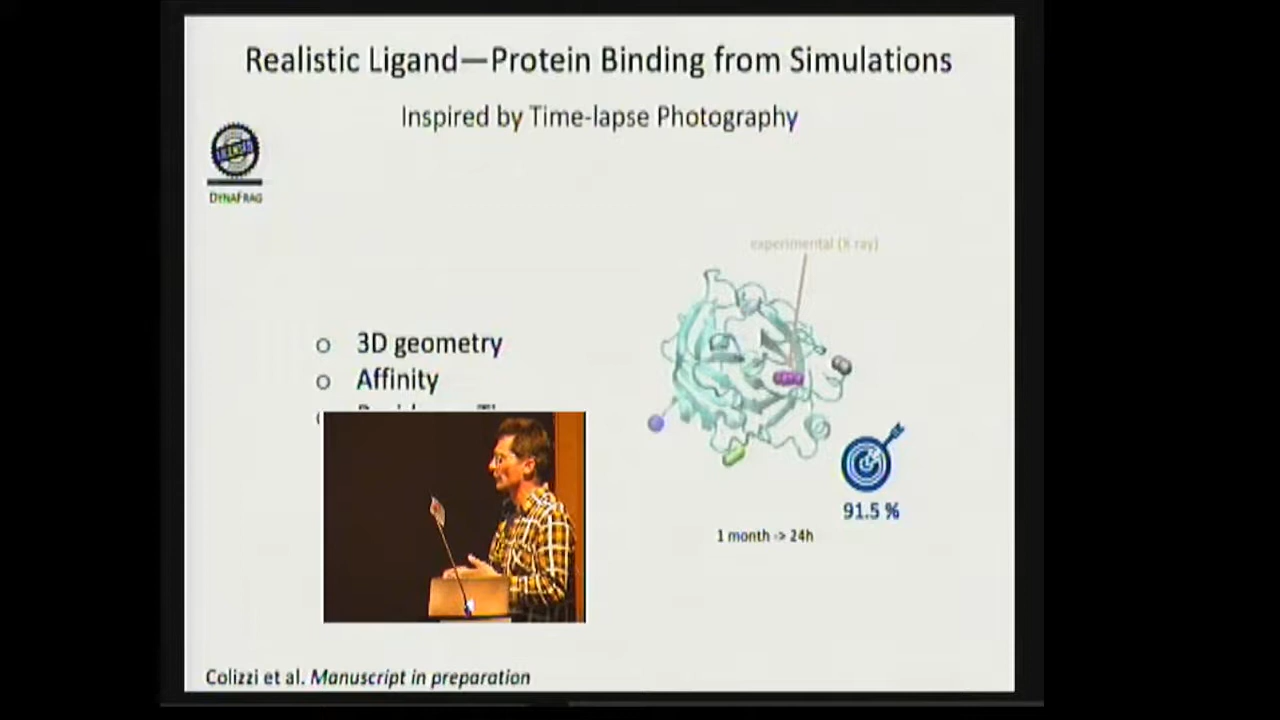 Realistic Ligand—Protein Binding from Simulations
Inspired by Time-lapse Photography
DYNAFRAG
experimental (X ray)
o 3D geometry
o Affinity
91.5 %
1 month -> 24h
Colizzi et al. Manuscript in preparation